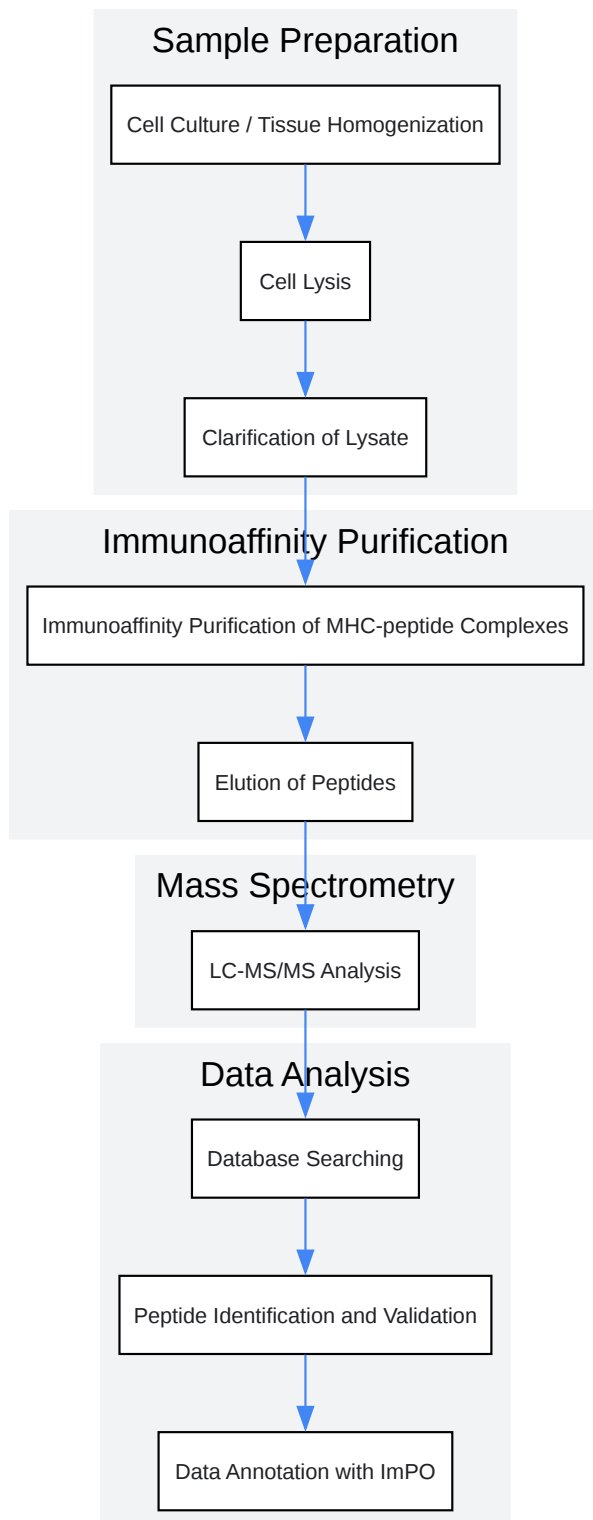 Sample Preparation
Cell Culture / Tissue Homogenization
Cell Lysis
Clarification of Lysate
Immunoaffinity Purification
Immunoaffinity Purification of MHC-peptide Complexes
Elution of Peptides
Mass Spectrometry
LC-MS/MS Analysis
Data Analysis
Database Searching
Peptide Identification and Validation
Data Annotation with ImPO